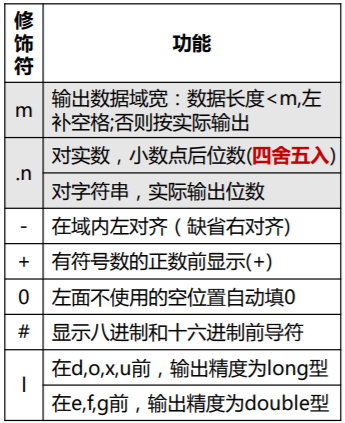 修
饰
符
功能
m
输出数据域宽：数据长度<m,左
补空格;否则按实际输出
.n
对实数，小数点后位数(四舍五入)
对字符串，实际输出位数
-
在域内左对齐（缺省右对齐)
+
有符号数的正数前显示(+)
0
左面不使用的空位置自动填0
#
显示八进制和十六进制前导符
l
在d,o,x,u前，输出精度为long型
在e,f,g前，输出精度为double型